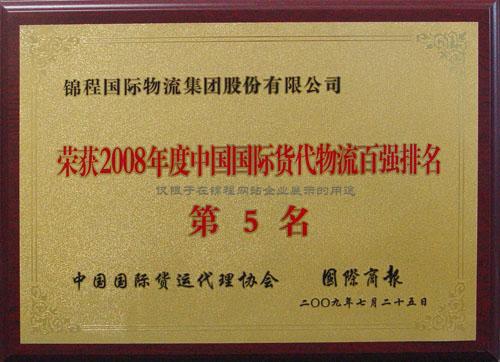 锦程国际物流集团股份有限公司
荣获2008年度中国国际货代物流百强排名
仅限于在锦程网站企业展示的用途
第5名
中国国际货运代理协会 国际商报
二〇〇九年七月二十五日